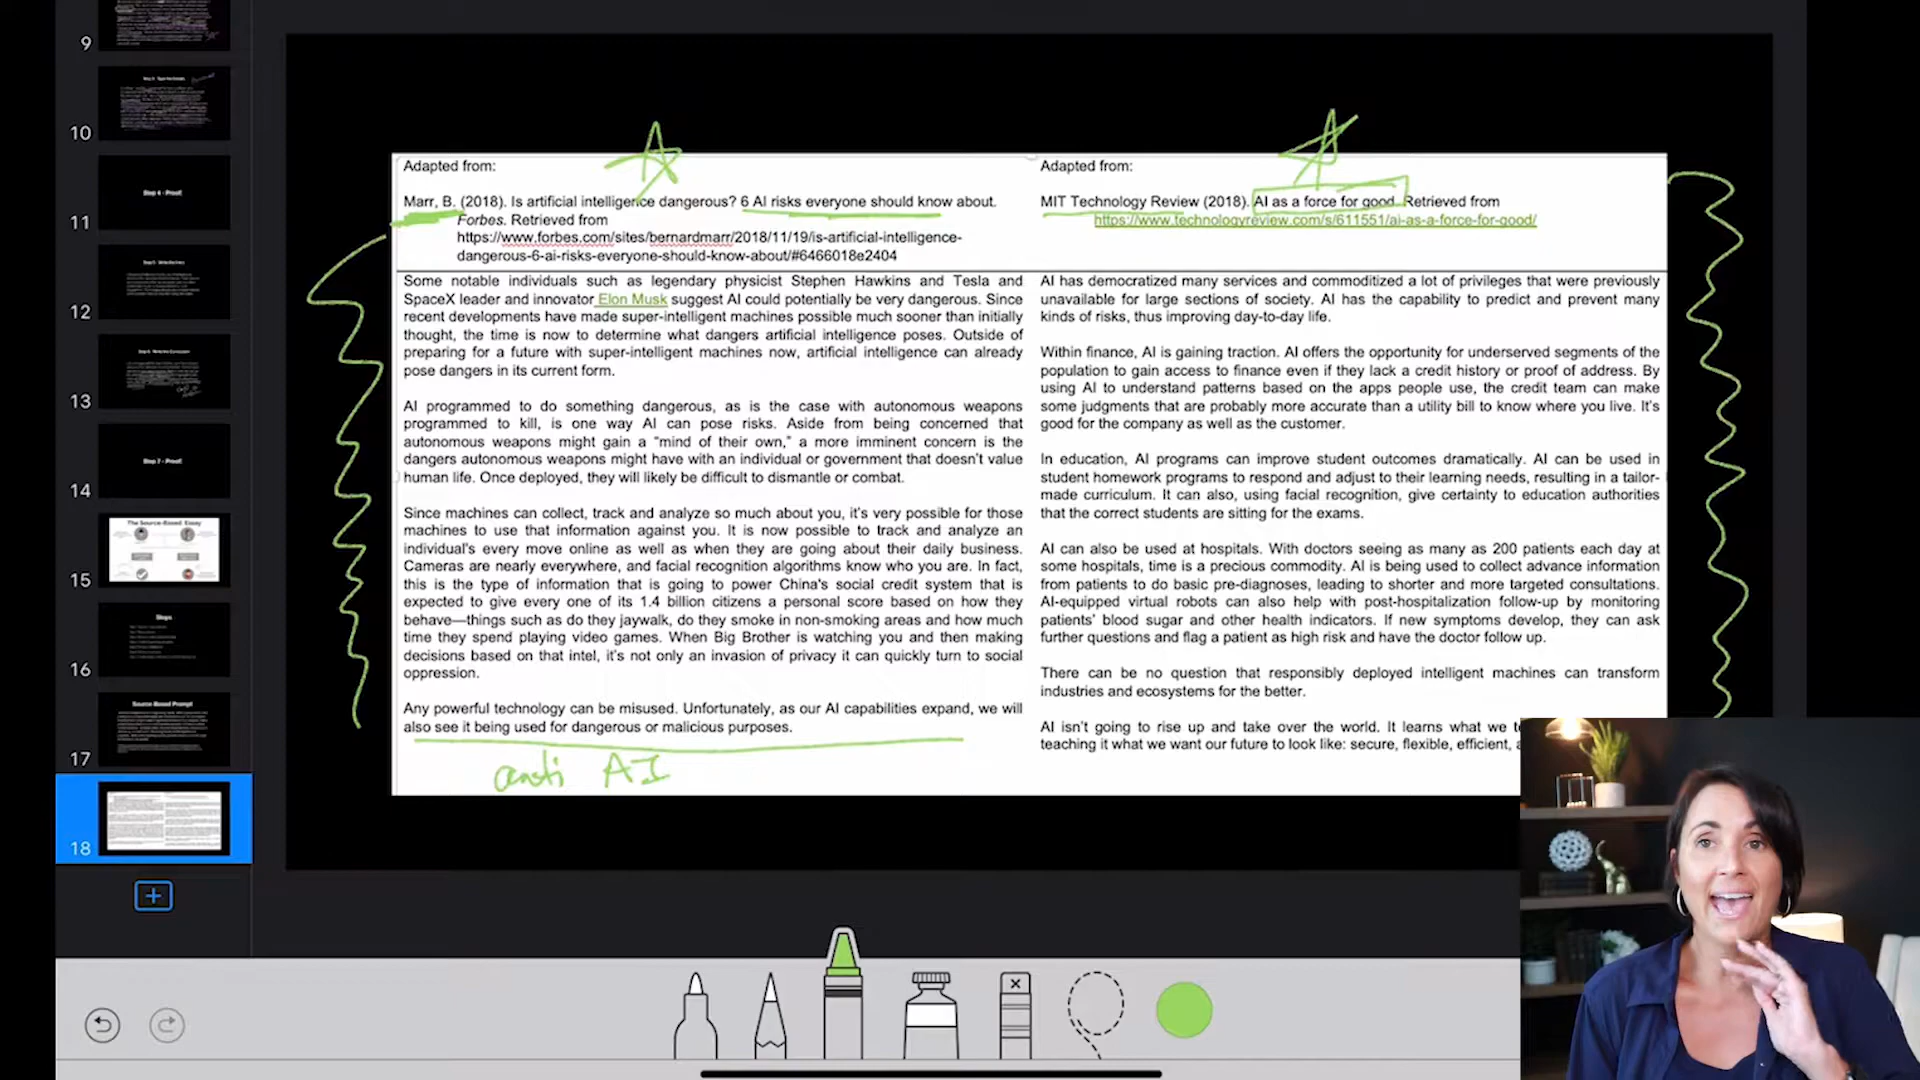 9
10
Step 4 - Proof:
11
12
13
Step 7 - Proof:
14
The Source-Based Essay
15
Steps
16
Source-Based Prompt
17
18
Adapted from:
Marr, B. (2018). Is artificial intelligence dangerous? 6 AI risks everyone should know about.
Forbes. Retrieved from
https://www.forbes.com/sites/bernardmarr/2018/11/19/is-artificial-intelligence-
dangerous-6-ai-risks-everyone-should-know-about/#6466018e2404
Some notable individuals such as legendary physicist Stephen Hawkins and Tesla and
SpaceX leader and innovator Elon Musk suggest AI could potentially be very dangerous. Since
recent developments have made super-intelligent machines possible much sooner than initially
thought, the time is now to determine what dangers artificial intelligence poses. Outside of
preparing for a future with super-intelligent machines now, artificial intelligence can already
pose dangers in its current form.
AI programmed to do something dangerous, as is the case with autonomous weapons
programmed to kill, is one way AI can pose risks. Aside from being concerned that
autonomous weapons might gain a “mind of their own,” a more imminent concern is the
dangers autonomous weapons might have with an individual or government that doesn’t value
human life. Once deployed, they will likely be difficult to dismantle or combat.
Since machines can collect, track and analyze so much about you, it’s very possible for those
machines to use that information against you. It is now possible to track and analyze an
individual's every move online as well as when they are going about their daily business.
Cameras are nearly everywhere, and facial recognition algorithms know who you are. In fact,
this is the type of information that is going to power China's social credit system that is
expected to give every one of its 1.4 billion citizens a personal score based on how they
behave—things such as do they jaywalk, do they smoke in non-smoking areas and how much
time they spend playing video games. When Big Brother is watching you and then making
decisions based on that intel, it’s not only an invasion of privacy it can quickly turn to social
oppression.
Any powerful technology can be misused. Unfortunately, as our AI capabilities expand, we will
also see it being used for dangerous or malicious purposes.
anti AI
Adapted from:
MIT Technology Review (2018). AI as a force for good. Retrieved from
https://www.technologyreview.com/s/611551/ai-as-a-force-for-good/
AI has democratized many services and commoditized a lot of privileges that were previously
unavailable for large sections of society. AI has the capability to predict and prevent many
kinds of risks, thus improving day-to-day life.
Within finance, AI is gaining traction. AI offers the opportunity for underserved segments of the
population to gain access to finance even if they lack a credit history or proof of address. By
using AI to understand patterns based on the apps people use, the credit team can make
some judgments that are probably more accurate than a utility bill to know where you live. It’s
good for the company as well as the customer.
In education, AI programs can improve student outcomes dramatically. AI can be used in
student homework programs to respond and adjust to their learning needs, resulting in a tailor-
made curriculum. It can also, using facial recognition, give certainty to education authorities
that the correct students are sitting for the exams.
AI can also be used at hospitals. With doctors seeing as many as 200 patients each day at
some hospitals, time is a precious commodity. AI is being used to collect advance information
from patients to do basic pre-diagnoses, leading to shorter and more targeted consultations.
AI-equipped virtual robots can also help with post-hospitalization follow-up by monitoring
patients’ blood sugar and other health indicators. If new symptoms develop, they can ask
further questions and flag a patient as high risk and have the doctor follow up.
There can be no question that responsibly deployed intelligent machines can transform
industries and ecosystems for the better.
AI isn’t going to rise up and take over the world. It learns what we
teaching it what we want our future to look like: secure, flexible, efficient,